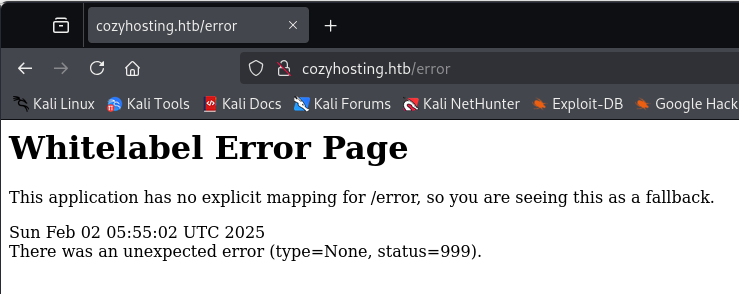 cozyhosting.htb/error
cozyhosting.htb/error
Kali Linux Kali Tools Kali Docs Kali Forums Kali NetHunter Exploit-DB Google Hack
Whitelabel Error Page
This application has no explicit mapping for /error, so you are seeing this as a fallback.
Sun Feb 02 05:55:02 UTC 2025
There was an unexpected error (type=None, status=999).